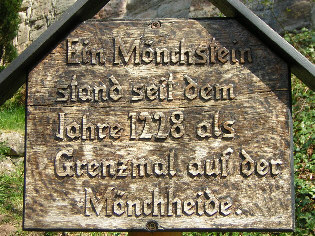 Ein Mönchstein
stand seit dem
Jahre 1228 als
Grenzmal auf der
Mönchheide.